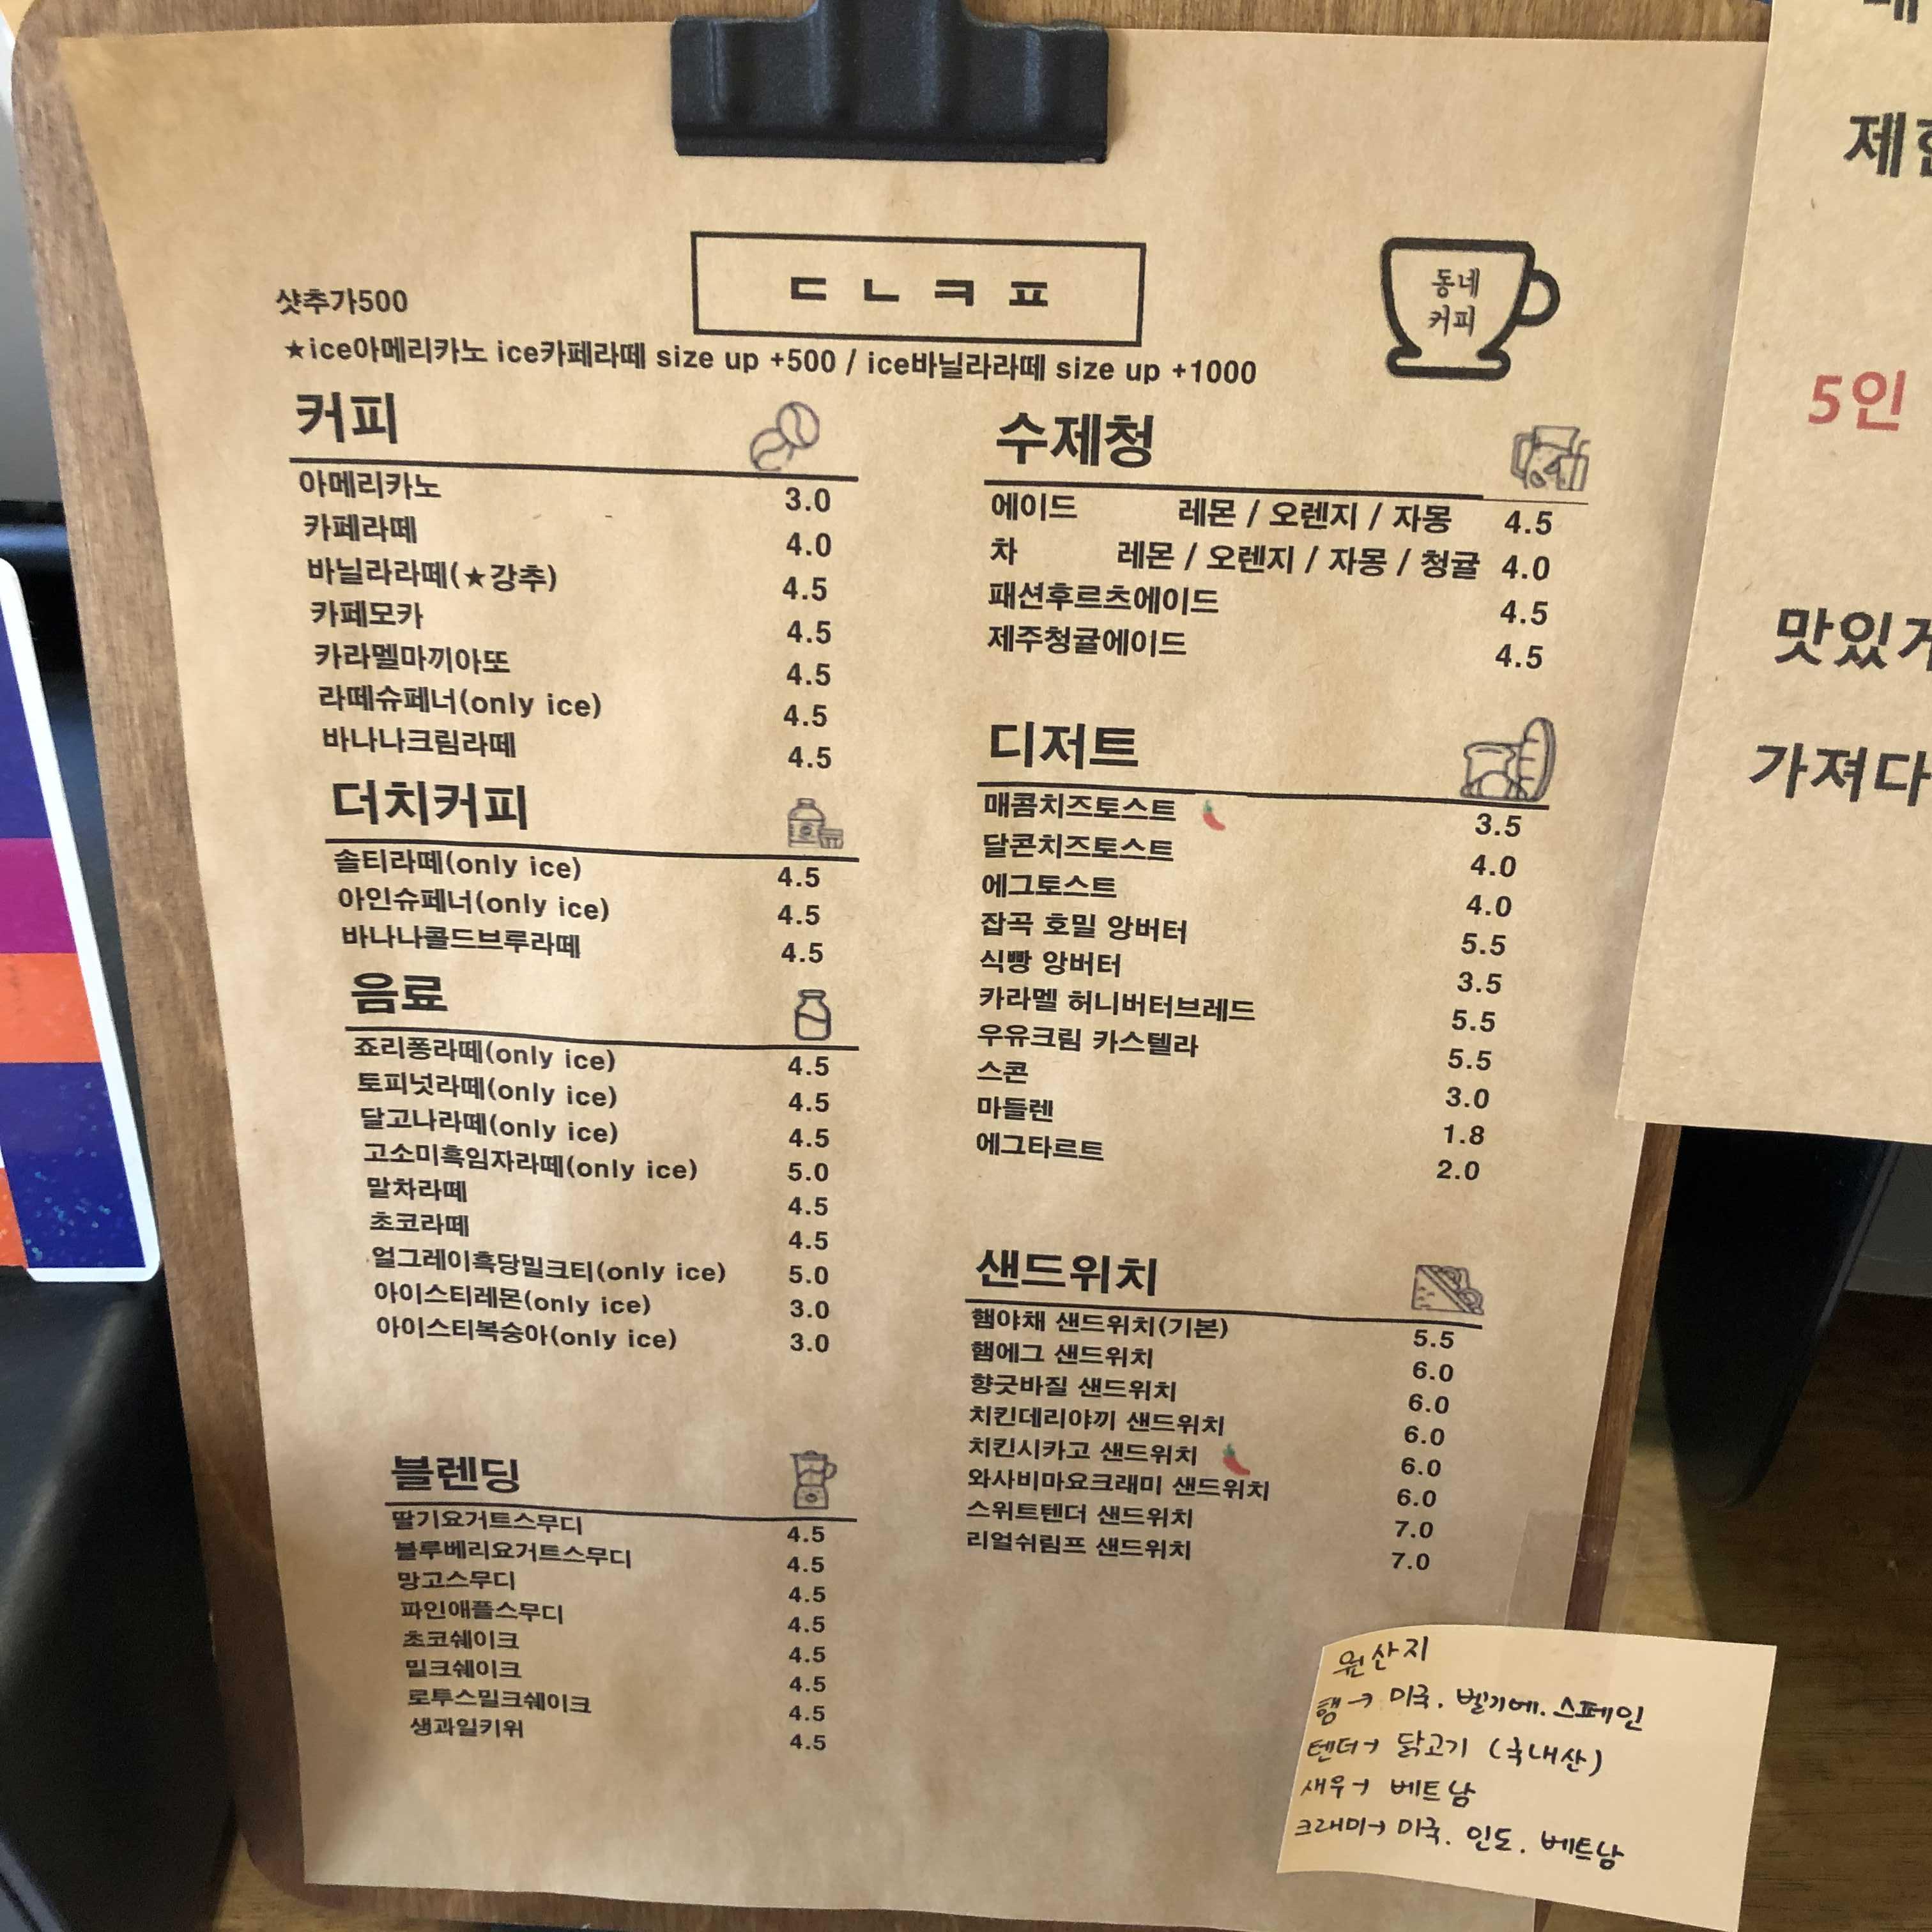 ㄷㄴㅋㅍ
동네
커피
샷추가500
★ice아메리카노 ice카페라떼 size up +500 / ice바닐라라떼 size up +1000
커피
아메리카노 3.0
카페라떼 4.0
바닐라라떼(★강추) 4.5
카페모카 4.5
카라멜마끼아또 4.5
라떼슈페너(only ice) 4.5
바나나크림라떼 4.5
더치커피
솔티라떼(only ice) 4.5
아인슈페너(only ice) 4.5
바나나콜드브루라떼 4.5
음료
죠리퐁라떼(only ice) 4.5
토피넛라떼(only ice) 4.5
달고나라떼(only ice) 4.5
고소미흑임자라떼(only ice) 5.0
말차라떼 4.5
초코라떼 4.5
얼그레이흑당밀크티(only ice) 5.0
아이스티레몬(only ice) 3.0
아이스티복숭아(only ice) 3.0
블렌딩
딸기요거트스무디 4.5
블루베리요거트스무디 4.5
망고스무디 4.5
파인애플스무디 4.5
초코쉐이크 4.5
밀크쉐이크 4.5
로투스밀크쉐이크 4.5
생과일키위 4.5
수제청
에이드 레몬 / 오렌지 / 자몽 4.5
차 레몬 / 오렌지 / 자몽 / 청귤 4.0
패션후르츠에이드 4.5
제주청귤에이드 4.5
디저트
매콤치즈토스트 3.5
달콘치즈토스트 4.0
에그토스트 4.0
잡곡 호밀 앙버터 5.5
식빵 앙버터 3.5
카라멜 허니버터브레드 5.5
우유크림 카스텔라 5.5
스콘 3.0
마들렌 1.8
에그타르트 2.0
샌드위치
햄야채 샌드위치(기본) 5.5
햄에그 샌드위치 6.0
향긋바질 샌드위치 6.0
치킨데리야끼 샌드위치 6.0
치킨시카고 샌드위치 6.0
와사비마요크래미 샌드위치 6.0
스위트텐더 샌드위치 7.0
리얼쉬림프 샌드위치 7.0
원산지
햄→ 미국. 벨기에. 스페인
텐더→ 닭고기 (국내산)
새우→ 베트남
크래미→ 미국. 인도. 베트남
5인
맛있게
가져다